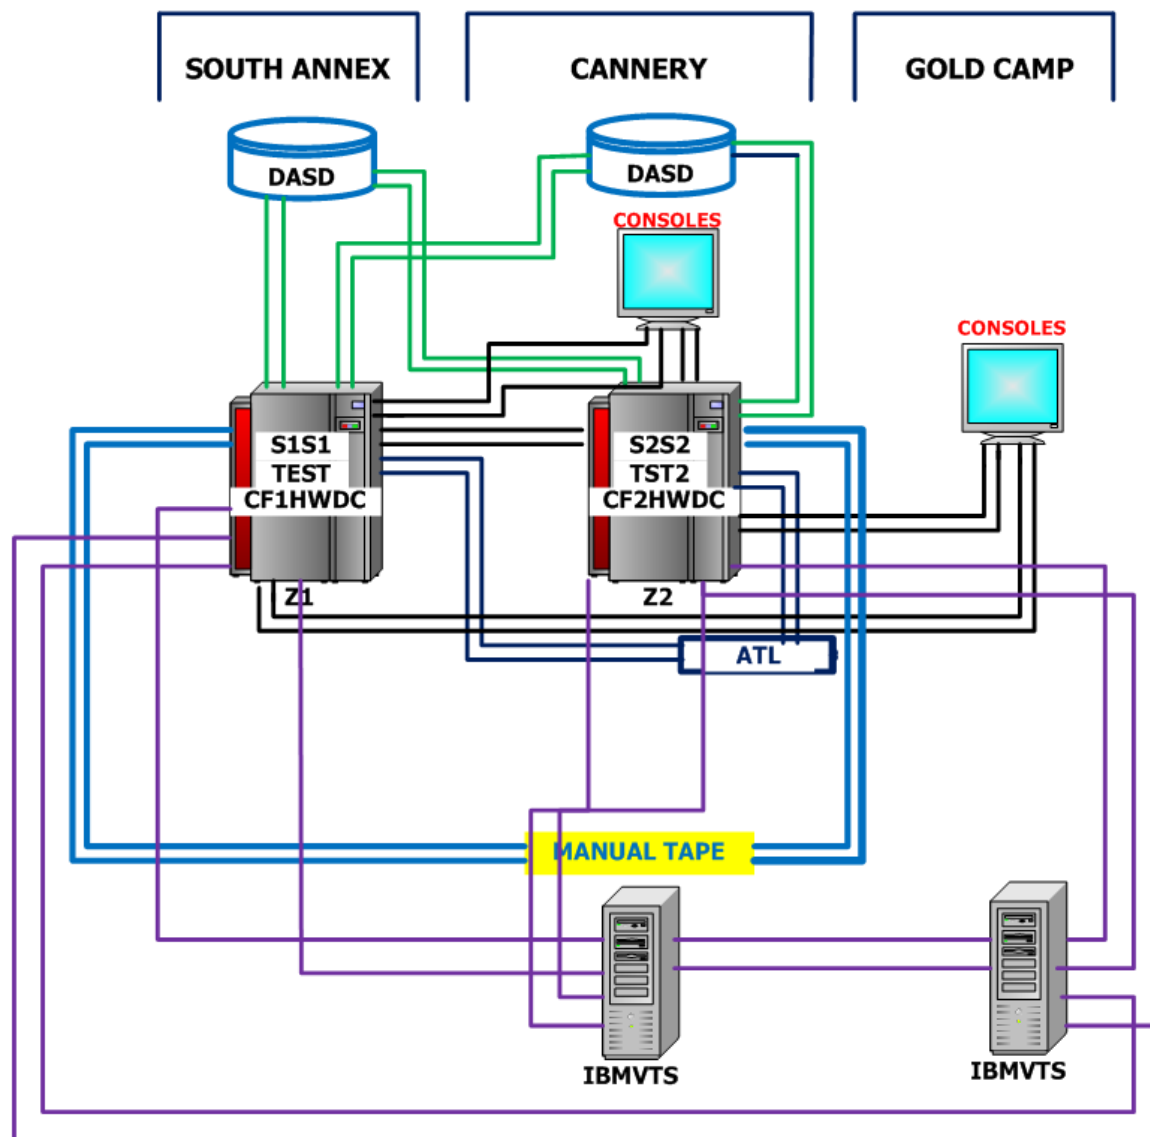 SOUTH ANNEX
CANNERY
GOLD CAMP
DASD
DASD
CONSOLES
CONSOLES
S1S1
TEST
CF1HWDC
Z1
S2S2
TST2
CF2HWDC
Z2
ATL
MANUAL TAPE
IBMVTS
IBMVTS